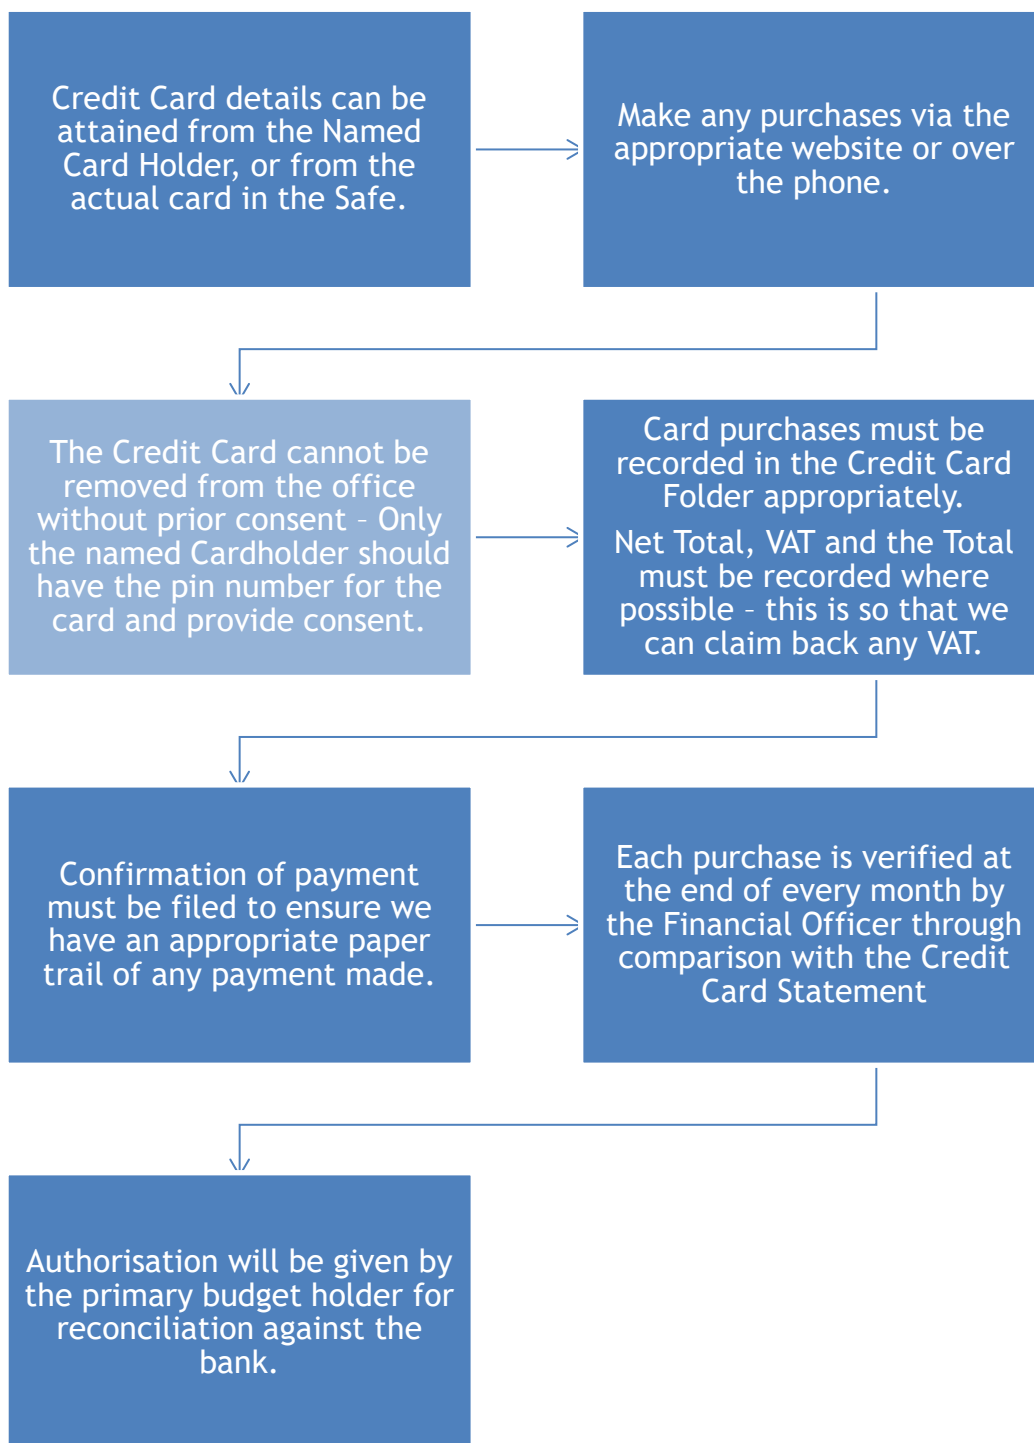 Credit Card details can be
attained from the Named
Card Holder, or from the
actual card in the Safe.
Make any purchases via the
appropriate website or over
the phone.
The Credit Card cannot be
removed from the office
without prior consent – Only
the named Cardholder should
have the pin number for the
card and provide consent.
Card purchases must be
recorded in the Credit Card
Folder appropriately.
Net Total, VAT and the Total
must be recorded where
possible – this is so that we
can claim back any VAT.
Confirmation of payment
must be filed to ensure we
have an appropriate paper
trail of any payment made.
Each purchase is verified at
the end of every month by
the Financial Officer through
comparison with the Credit
Card Statement
Authorisation will be given by
the primary budget holder for
reconciliation against the
bank.